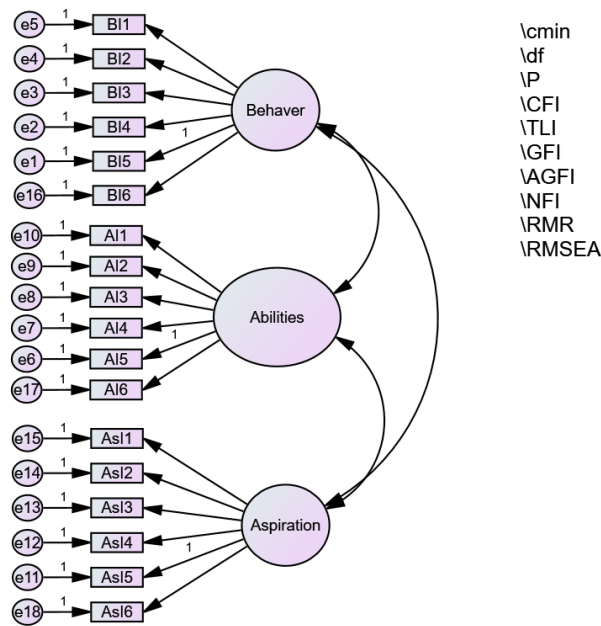 e5 1 BI1
e4 1 BI2
e3 1 BI3
e2 1 BI4
e1 1 BI5
e16 1 BI6
1
Behaver
e10 1 AI1
e9 1 AI2
e8 1 AI3
e7 1 AI4
e6 1 AI5
e17 1 AI6
1
Abilities
e15 1 AsI1
e14 1 AsI2
e13 1 AsI3
e12 1 AsI4
e11 1 AsI5
e18 1 AsI6
1
Aspiration
\cmin
\df
\P
\CFI
\TLI
\GFI
\AGFI
\NFI
\RMR
\RMSEA